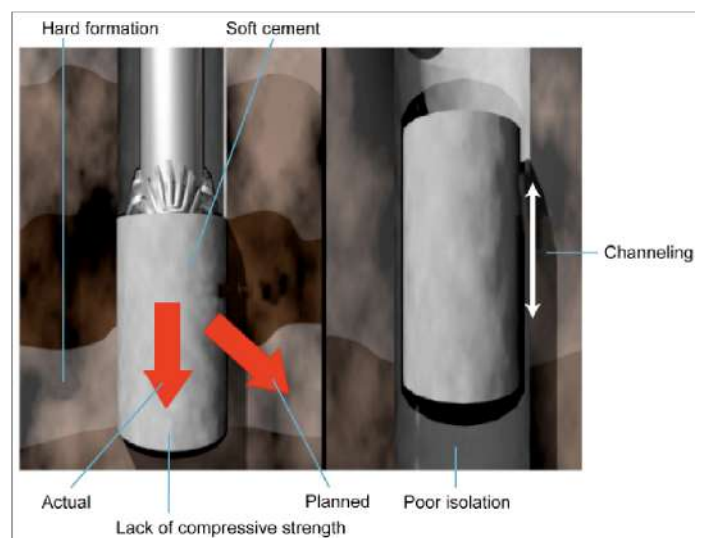 Hard formation
Soft cement
Channeling
Actual
Planned
Poor isolation
Lack of compressive strength